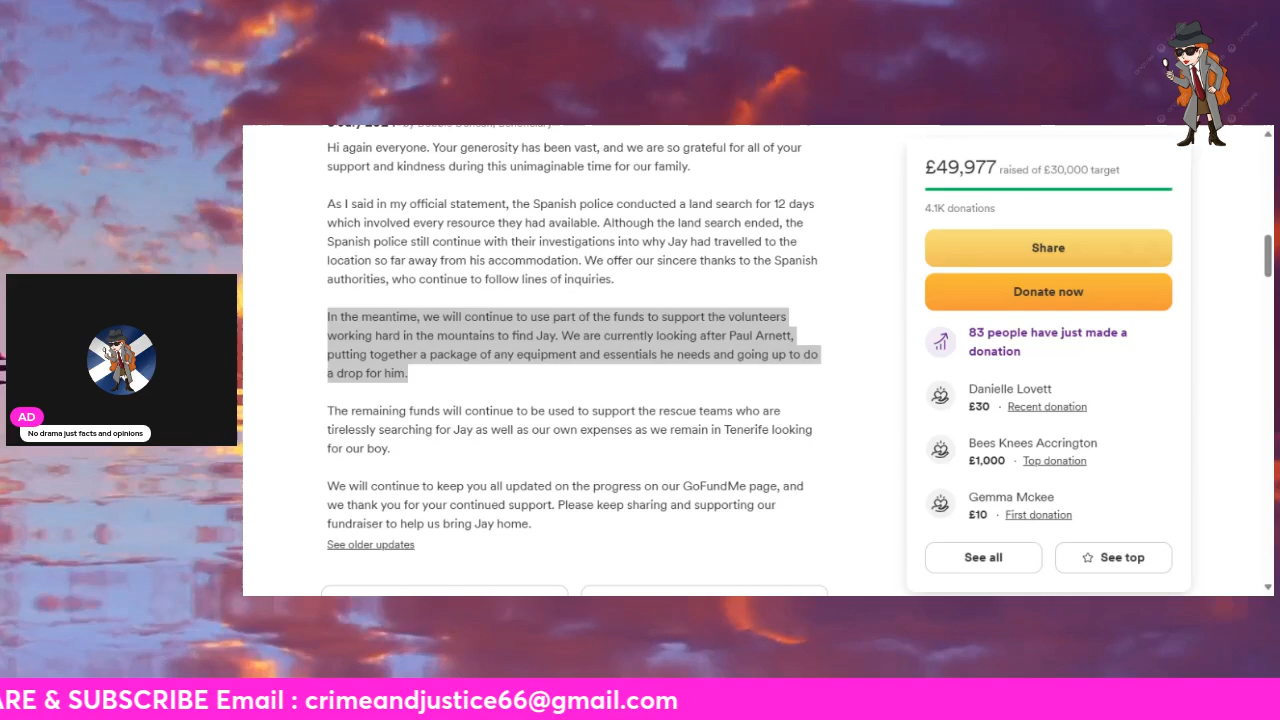 Hi again everyone. Your generosity has been vast, and we are so grateful for all of your
support and kindness during this unimaginable time for our family.
As I said in my official statement, the Spanish police conducted a land search for 12 days
which involved every resource they had available. Although the land search ended, the
Spanish police still continue with their investigations into why Jay had travelled to the
location so far away from his accommodation. We offer our sincere thanks to the Spanish
authorities, who continue to follow lines of inquiries.
In the meantime, we will continue to use part of the funds to support the volunteers
working hard in the mountains to find Jay. We are currently looking after Paul Arnett,
putting together a package of any equipment and essentials he needs and going up to do
a drop for him.
The remaining funds will continue to be used to support the rescue teams who are
tirelessly searching for Jay as well as our own expenses as we remain in Tenerife looking
for our boy.
We will continue to keep you all updated on the progress on our GoFundMe page, and
we thank you for your continued support. Please keep sharing and supporting our
fundraiser to help us bring Jay home.
See older updates
£49,977 raised of £30,000 target
4.1K donations
Share
Donate now
83 people have just made a
donation
Danielle Lovett
£30 · Recent donation
Bees Knees Accrington
£1,000 · Top donation
Gemma Mckee
£10 · First donation
See all
See top
AD
No drama just facts and opinions
ARE & SUBSCRIBE Email : crimeandjustice66@gmail.com